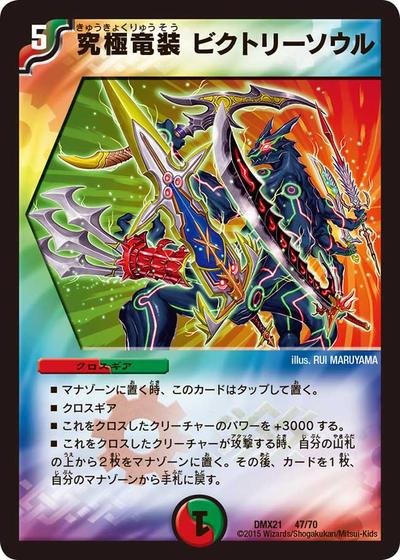 5
きゅうきょくりゅうそう
究極竜装 ビクトリーソウル
illus. RUI MARUYAMA
クロスギア
■ マナゾーンに置く時、このカードはタップして置く。
■ クロスギア
■ これをクロスしたクリーチャーのパワーを +3000 する。
■ これをクロスしたクリーチャーが攻撃する時、自分の山札
の上から2枚をマナゾーンに置く。その後、カードを1枚、
自分のマナゾーンから手札に戻す。
1
DMX21 47/70
©2015 Wizards/Shogakukan/Mitsui-Kids